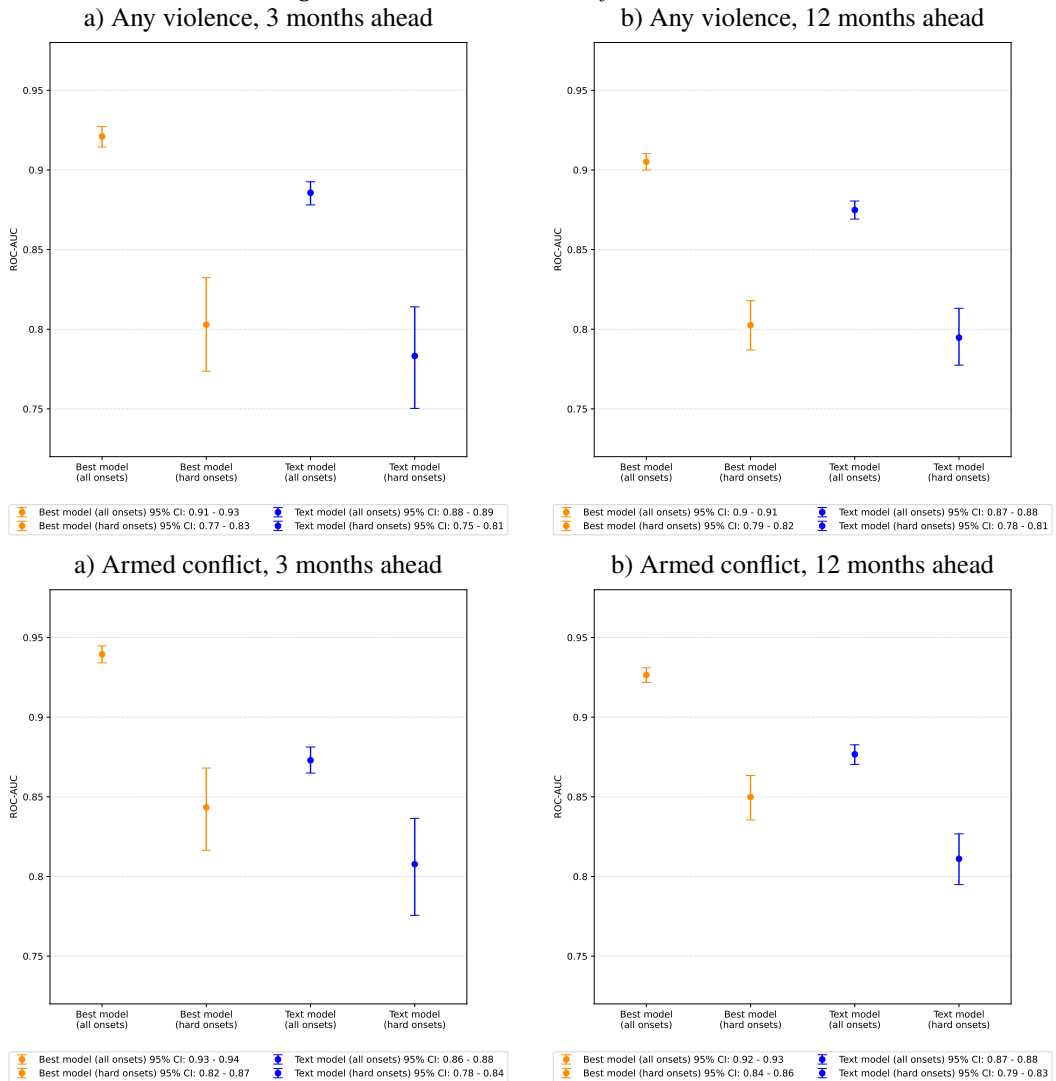 a) Any violence, 3 months ahead
0.95
0.9
0.85
0.8
0.75
ROC-AUC
Best model
(all onsets)
Best model
(hard onsets)
Text model
(all onsets)
Text model
(hard onsets)
Best model (all onsets) 95% CI: 0.91 - 0.93
Best model (hard onsets) 95% CI: 0.77 - 0.83
Text model (all onsets) 95% CI: 0.88 - 0.89
Text model (hard onsets) 95% CI: 0.75 - 0.81
b) Any violence, 12 months ahead
0.95
0.9
0.85
0.8
0.75
ROC-AUC
Best model
(all onsets)
Best model
(hard onsets)
Text model
(all onsets)
Text model
(hard onsets)
Best model (all onsets) 95% CI: 0.9 - 0.91
Best model (hard onsets) 95% CI: 0.79 - 0.82
Text model (all onsets) 95% CI: 0.87 - 0.88
Text model (hard onsets) 95% CI: 0.78 - 0.81
a) Armed conflict, 3 months ahead
0.95
0.9
0.85
0.8
0.75
ROC-AUC
Best model
(all onsets)
Best model
(hard onsets)
Text model
(all onsets)
Text model
(hard onsets)
Best model (all onsets) 95% CI: 0.93 - 0.94
Best model (hard onsets) 95% CI: 0.82 - 0.87
Text model (all onsets) 95% CI: 0.86 - 0.88
Text model (hard onsets) 95% CI: 0.78 - 0.84
b) Armed conflict, 12 months ahead
0.95
0.9
0.85
0.8
0.75
ROC-AUC
Best model
(all onsets)
Best model
(hard onsets)
Text model
(all onsets)
Text model
(hard onsets)
Best model (all onsets) 95% CI: 0.92 - 0.93
Best model (hard onsets) 95% CI: 0.84 - 0.86
Text model (all onsets) 95% CI: 0.87 - 0.88
Text model (hard onsets) 95% CI: 0.79 - 0.83